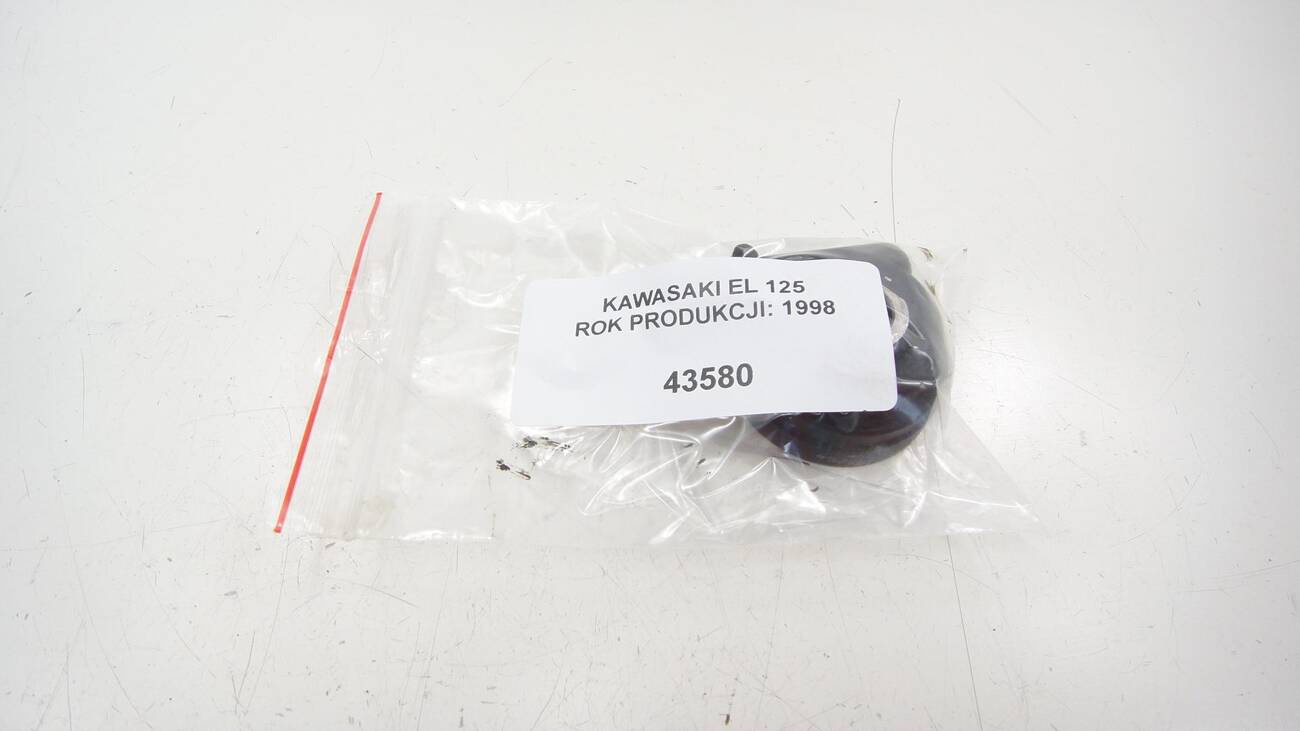 KAWASAKI EL 125
ROK PRODUKCJI: 1998
43580